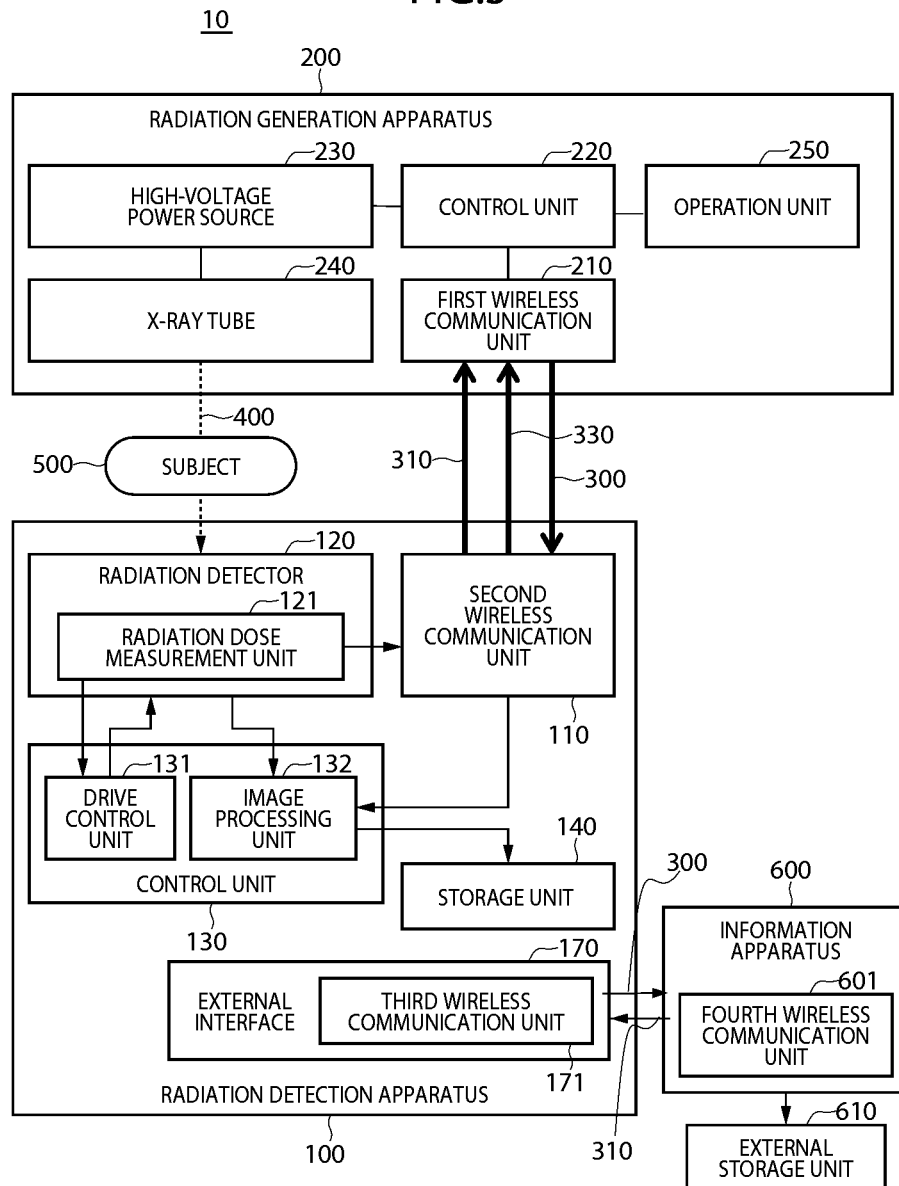 FIG.5
10
200
RADIATION GENERATION APPARATUS
230
220
250
HIGH-VOLTAGE
POWER SOURCE
CONTROL UNIT
OPERATION UNIT
240
210
X-RAY TUBE
FIRST WIRELESS
COMMUNICATION
UNIT
400
330
310
300
500
SUBJECT
120
RADIATION DETECTOR
121
RADIATION DOSE
MEASUREMENT UNIT
SECOND
WIRELESS
COMMUNICATION
UNIT
110
131
132
DRIVE
CONTROL
UNIT
IMAGE
PROCESSING
UNIT
CONTROL UNIT
130
140
STORAGE UNIT
300
600
INFORMATION
APPARATUS
170
EXTERNAL
INTERFACE
THIRD WIRELESS
COMMUNICATION UNIT
171
601
FOURTH WIRELESS
COMMUNICATION
UNIT
RADIATION DETECTION APPARATUS
100
310
610
EXTERNAL
STORAGE UNIT